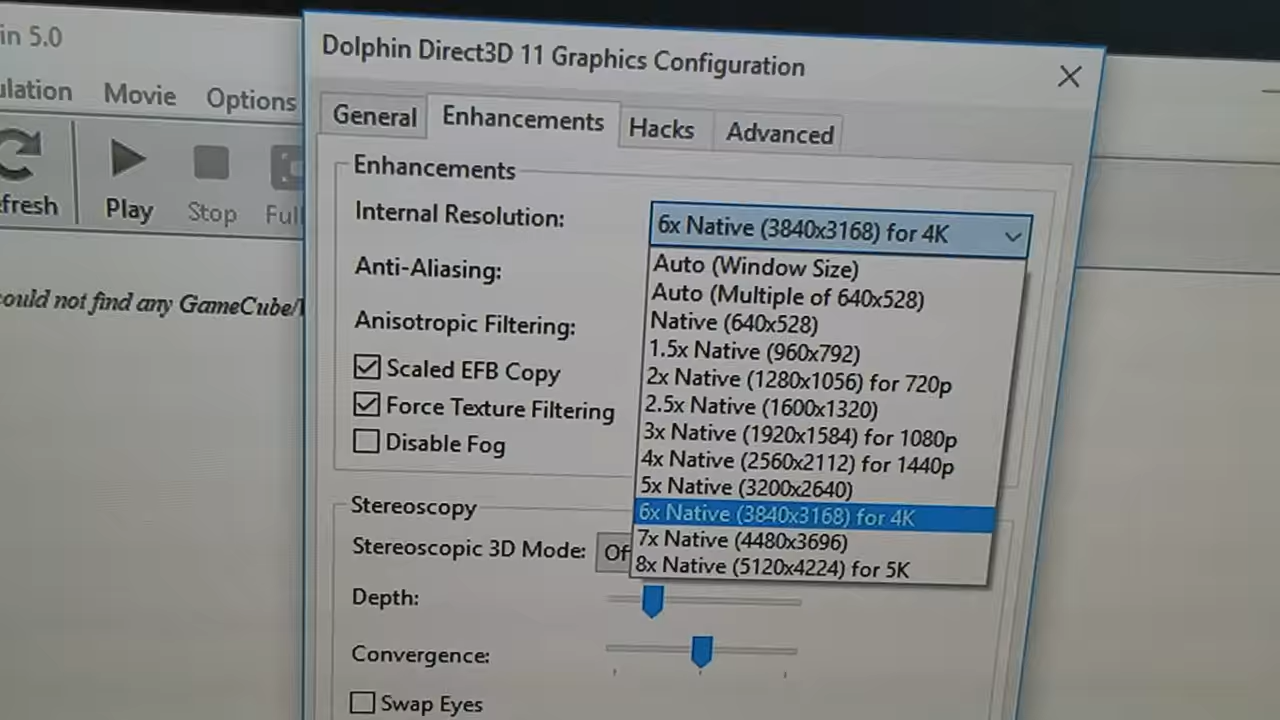 in 5.0
ulation Movie Options
fresh Play Stop Full
could not find any GameCube/
Dolphin Direct3D 11 Graphics Configuration
General Enhancements Hacks Advanced
Enhancements
Internal Resolution: 6x Native (3840x3168) for 4K
Auto (Window Size)
Anti-Aliasing:
Auto (Multiple of 640x528)
Native (640x528)
Anisotropic Filtering:
1.5x Native (960x792)
Scaled EFB Copy
2x Native (1280x1056) for 720p
Force Texture Filtering
2.5x Native (1600x1320)
Disable Fog
3x Native (1920x1584) for 1080p
4x Native (2560x2112) for 1440p
5x Native (3200x2640)
Stereoscopy
6x Native (3840x3168) for 4K
Stereoscopic 3D Mode: Of
7x Native (4480x3696)
8x Native (5120x4224) for 5K
Depth:
Convergence:
Swap Eyes